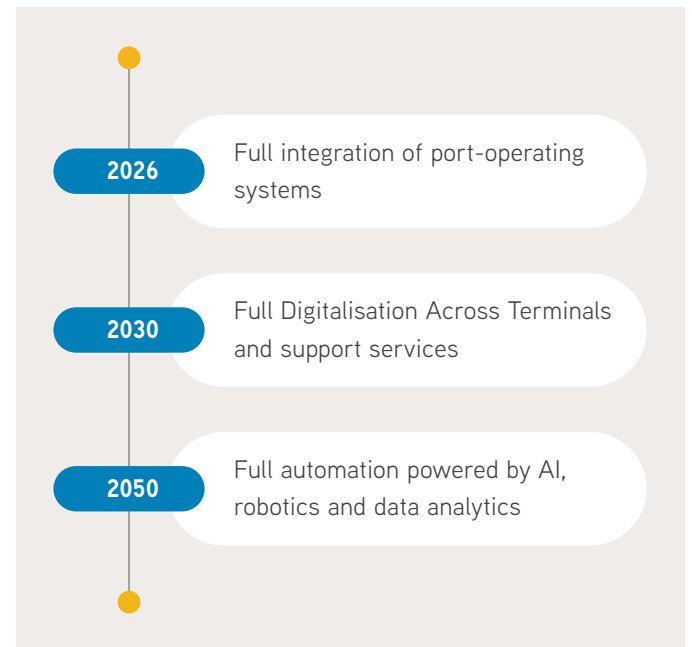 2026
Full integration of port-operating
systems
2030
Full Digitalisation Across Terminals
and support services
2050
Full automation powered by AI,
robotics and data analytics